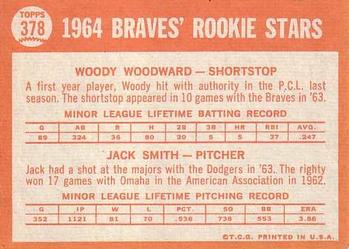 TOPPS
378
1964 BRAVES' ROOKIE STARS
WOODY WOODWARD — SHORTSTOP
A first year player, Woody hit with authority in the P.C.L. last
season. The shortstop appeared in 10 games with the Braves in '63.
MINOR LEAGUE LIFETIME BATTING RECORD
G AB R H 2B 3B HR RBI AVG.
89 324 36 80 5 2 37 .247
JACK SMITH — PITCHER
Jack had a shot at the majors with the Dodgers in '63. The righty
won 17 games with Omaha in the American Association in 1962.
MINOR LEAGUE LIFETIME PITCHING RECORD
G IP W L PCT. SO BB ERA
352 1121 81 70 .536 738 553 3.86
©T.C.G. PRINTED IN U.S.A.